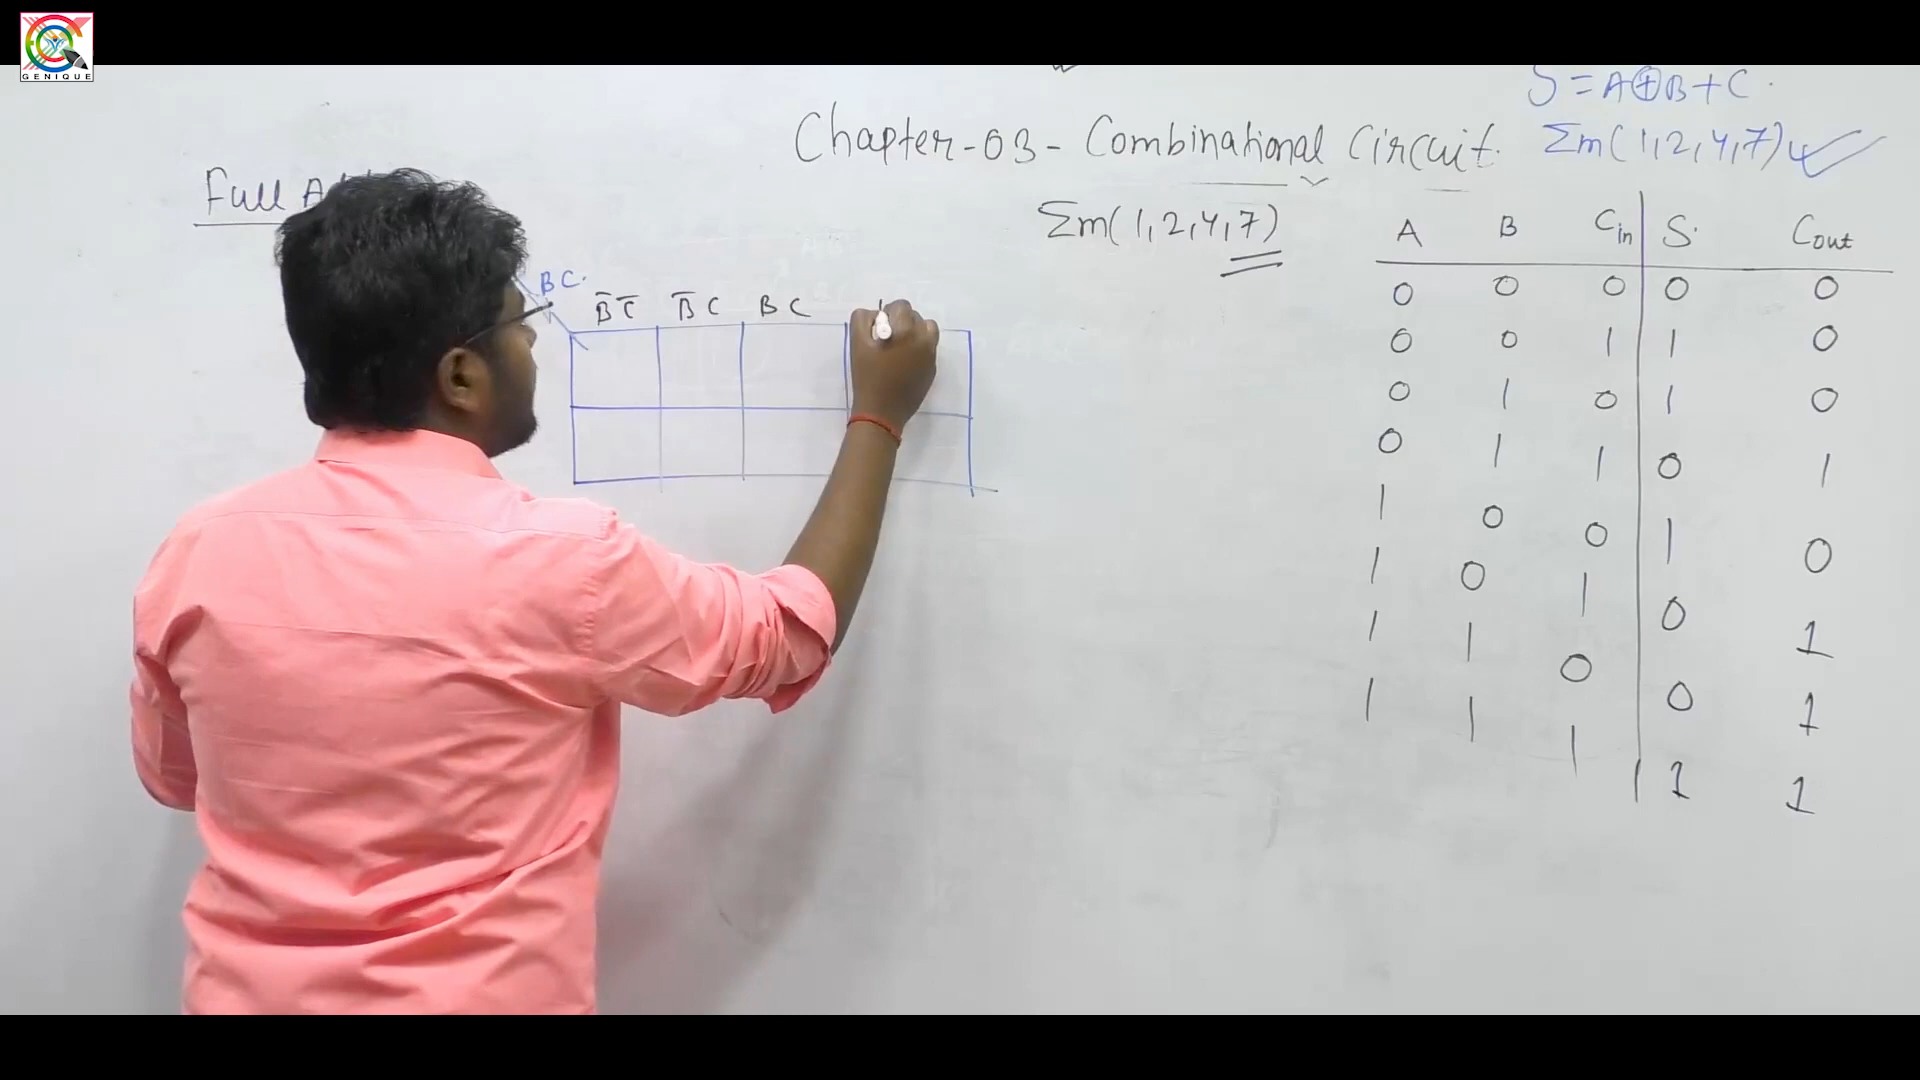 GENIQUE
S = A⊕B+C.
Chapter-03- Combinational Circuit.
Σm(1,2,4,7)
Full
Σm(1,2,4,7)
A B Cin S. Cout
BC.
B̅ C̅ B̅ C B C
0 0 0 0 0
0 0 1 1 0
0 1 0 1 0
0 1 1 0 1
1 0 0 1 0
1 0 1 0 1
1 1 0 0 1
1 1 1 1 1